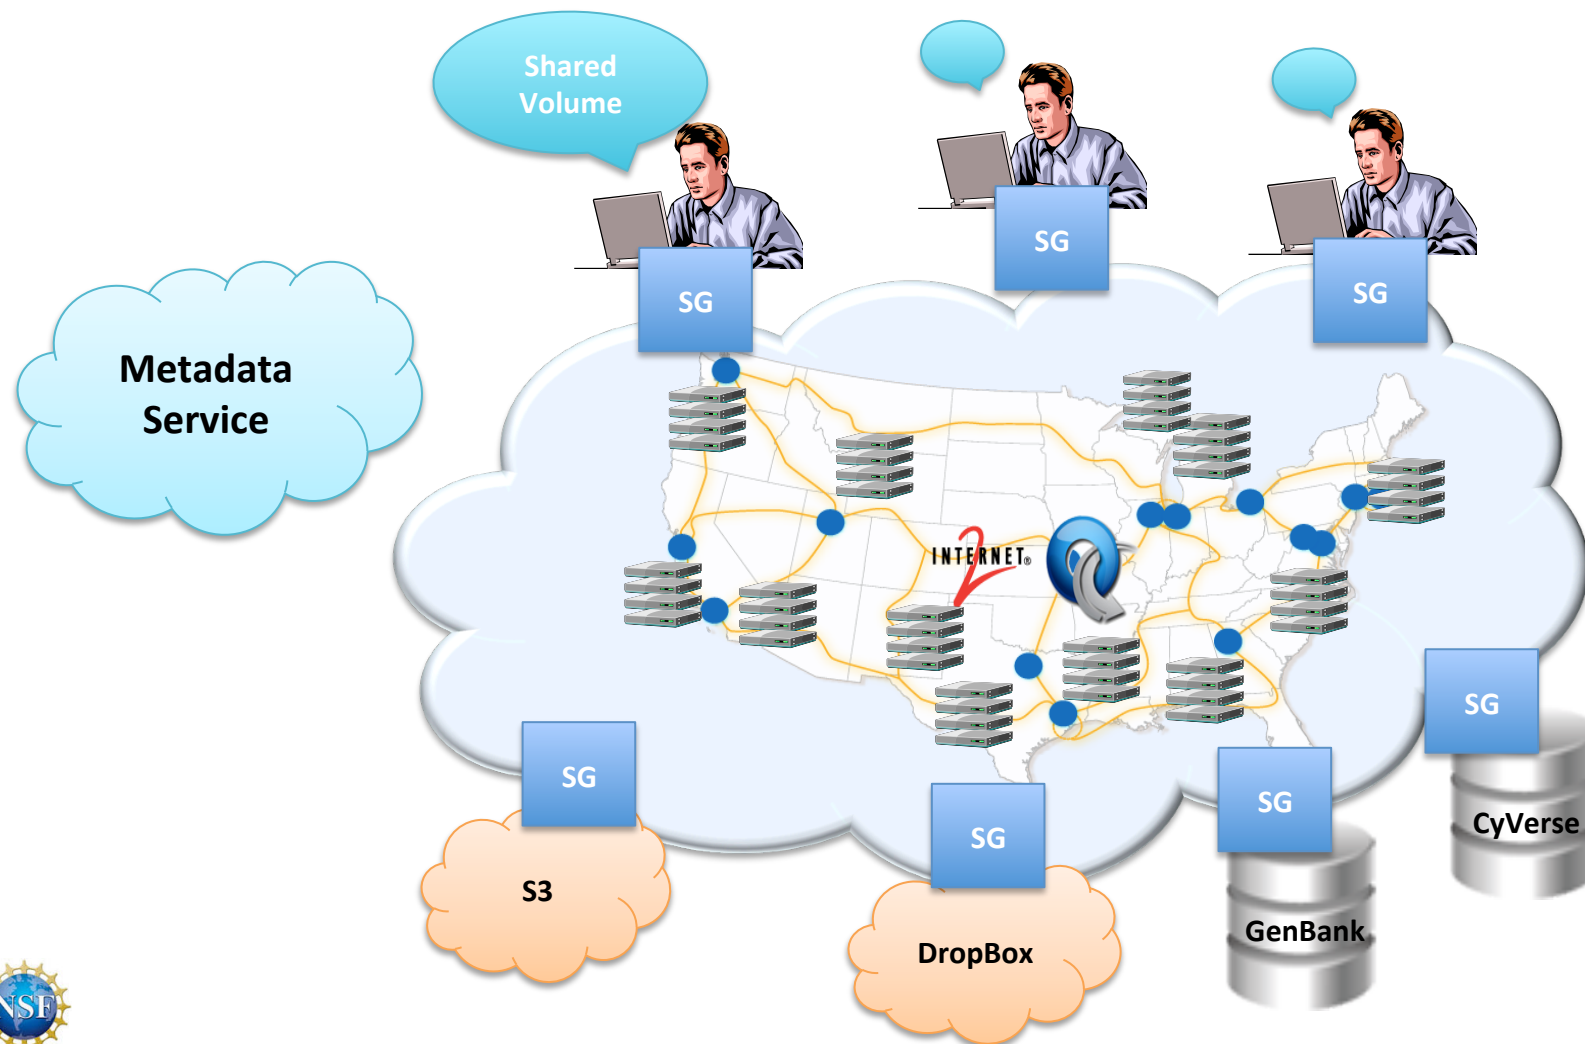 Shared
Volume
SG
SG
SG
Metadata
Service
INTERNET®
2
SG
SG
SG
SG
S3
DropBox
GenBank
CyVerse
NSF